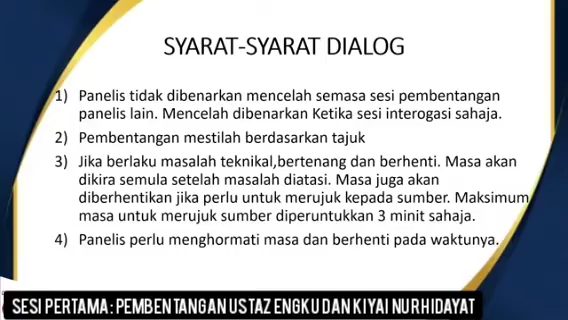 SYARAT-SYARAT DIALOG
1) Panelis tidak dibenarkan mencelah semasa sesi pembentangan
panelis lain. Mencelah dibenarkan Ketika sesi interogasi sahaja.
2) Pembentangan mestilah berdasarkan tajuk
3) Jika berlaku masalah teknikal,bertenang dan berhenti. Masa akan
dikira semula setelah masalah diatasi. Masa juga akan
diberhentikan jika perlu untuk merujuk kepada sumber. Maksimum
masa untuk merujuk sumber diperuntukkan 3 minit sahaja.
4) Panelis perlu menghormati masa dan berhenti pada waktunya.
SESI PERTAMA: PEMBENTANGAN USTAZ ENGKU DAN KIYAI NURHIDAYAT